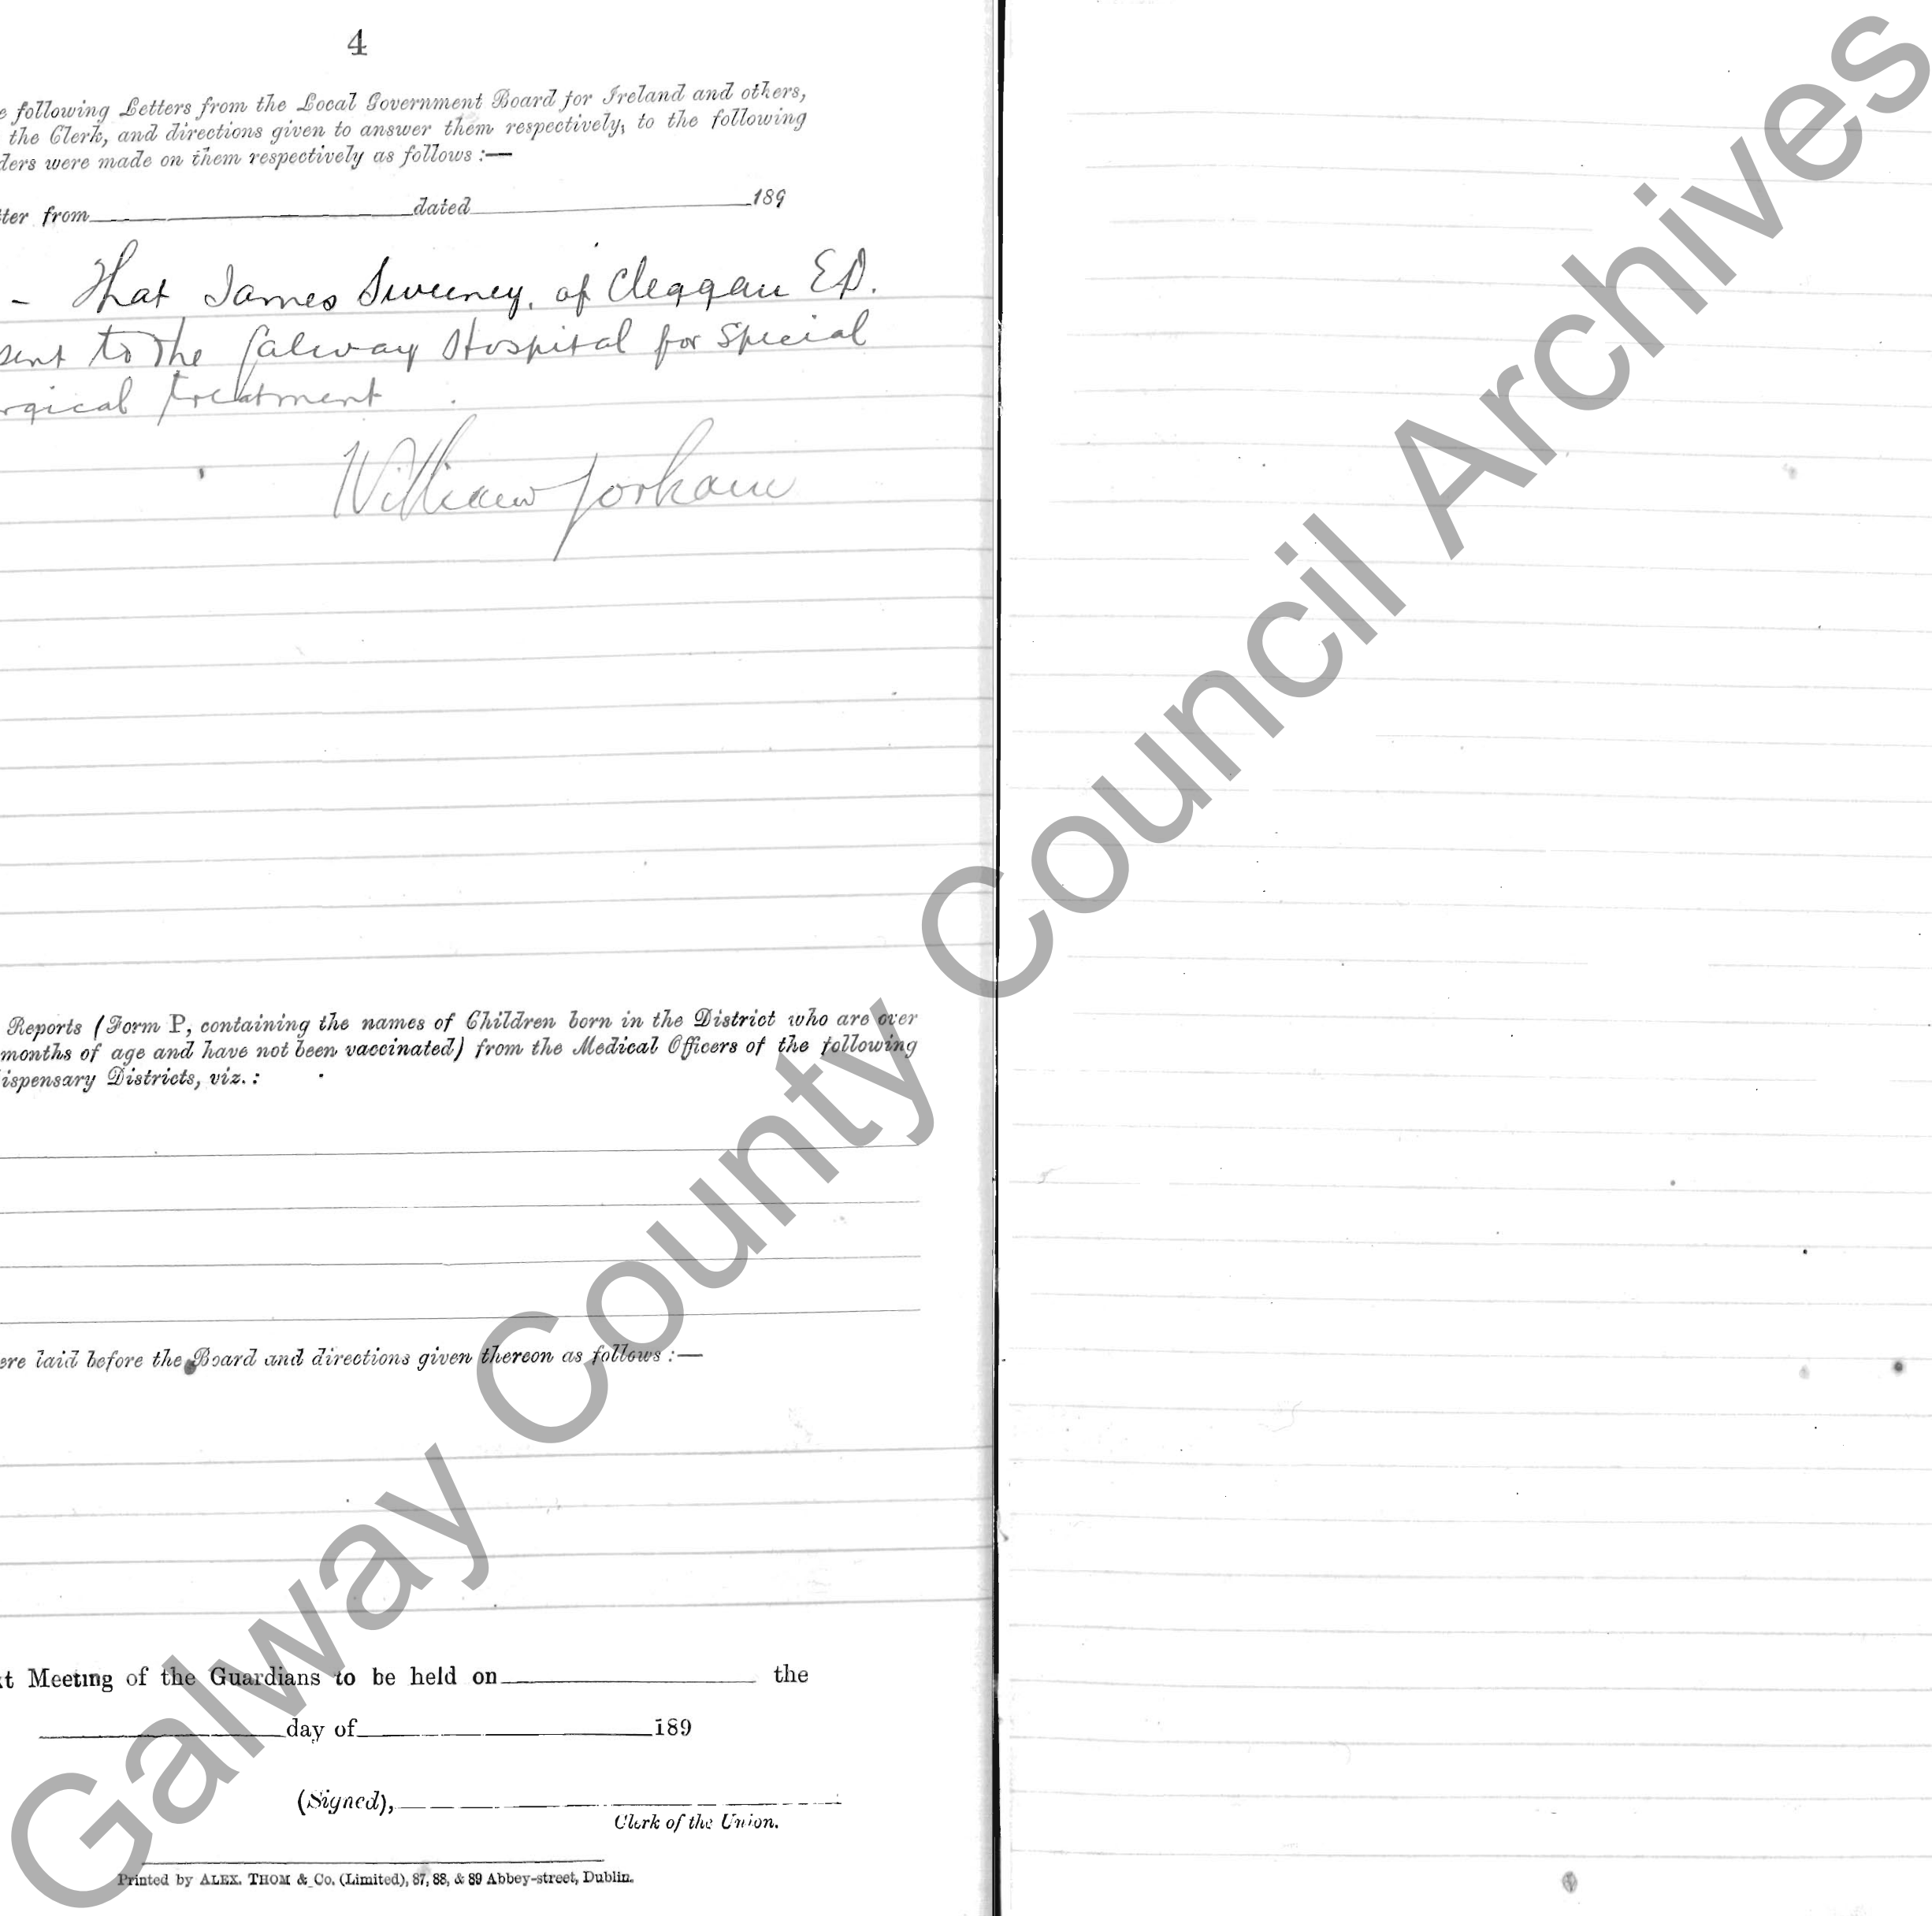 4
e following Letters from the Local Government Board for Ireland and others,
the Clerk, and directions given to answer them respectively, to the following
ders were made on them respectively as follows :—
ter from dated 189
- That James Sweeney, of Cleggan ED.
sent to the Galway Hospital for Special
rgical treatment.
William
Reports (Form P, containing the names of Children born in the District who are over
months of age and have not been vaccinated) from the Medical Officers of the following
ispensary Districts, viz. :
ere laid before the Board and directions given thereon as follows :—
t Meeting of the Guardians to be held on the
day of 189
(Signed),
Clerk of the Union.
Printed by ALEX. THOM & Co. (Limited), 87, 88, & 89 Abbey-street, Dublin.
Galway County Council Archives